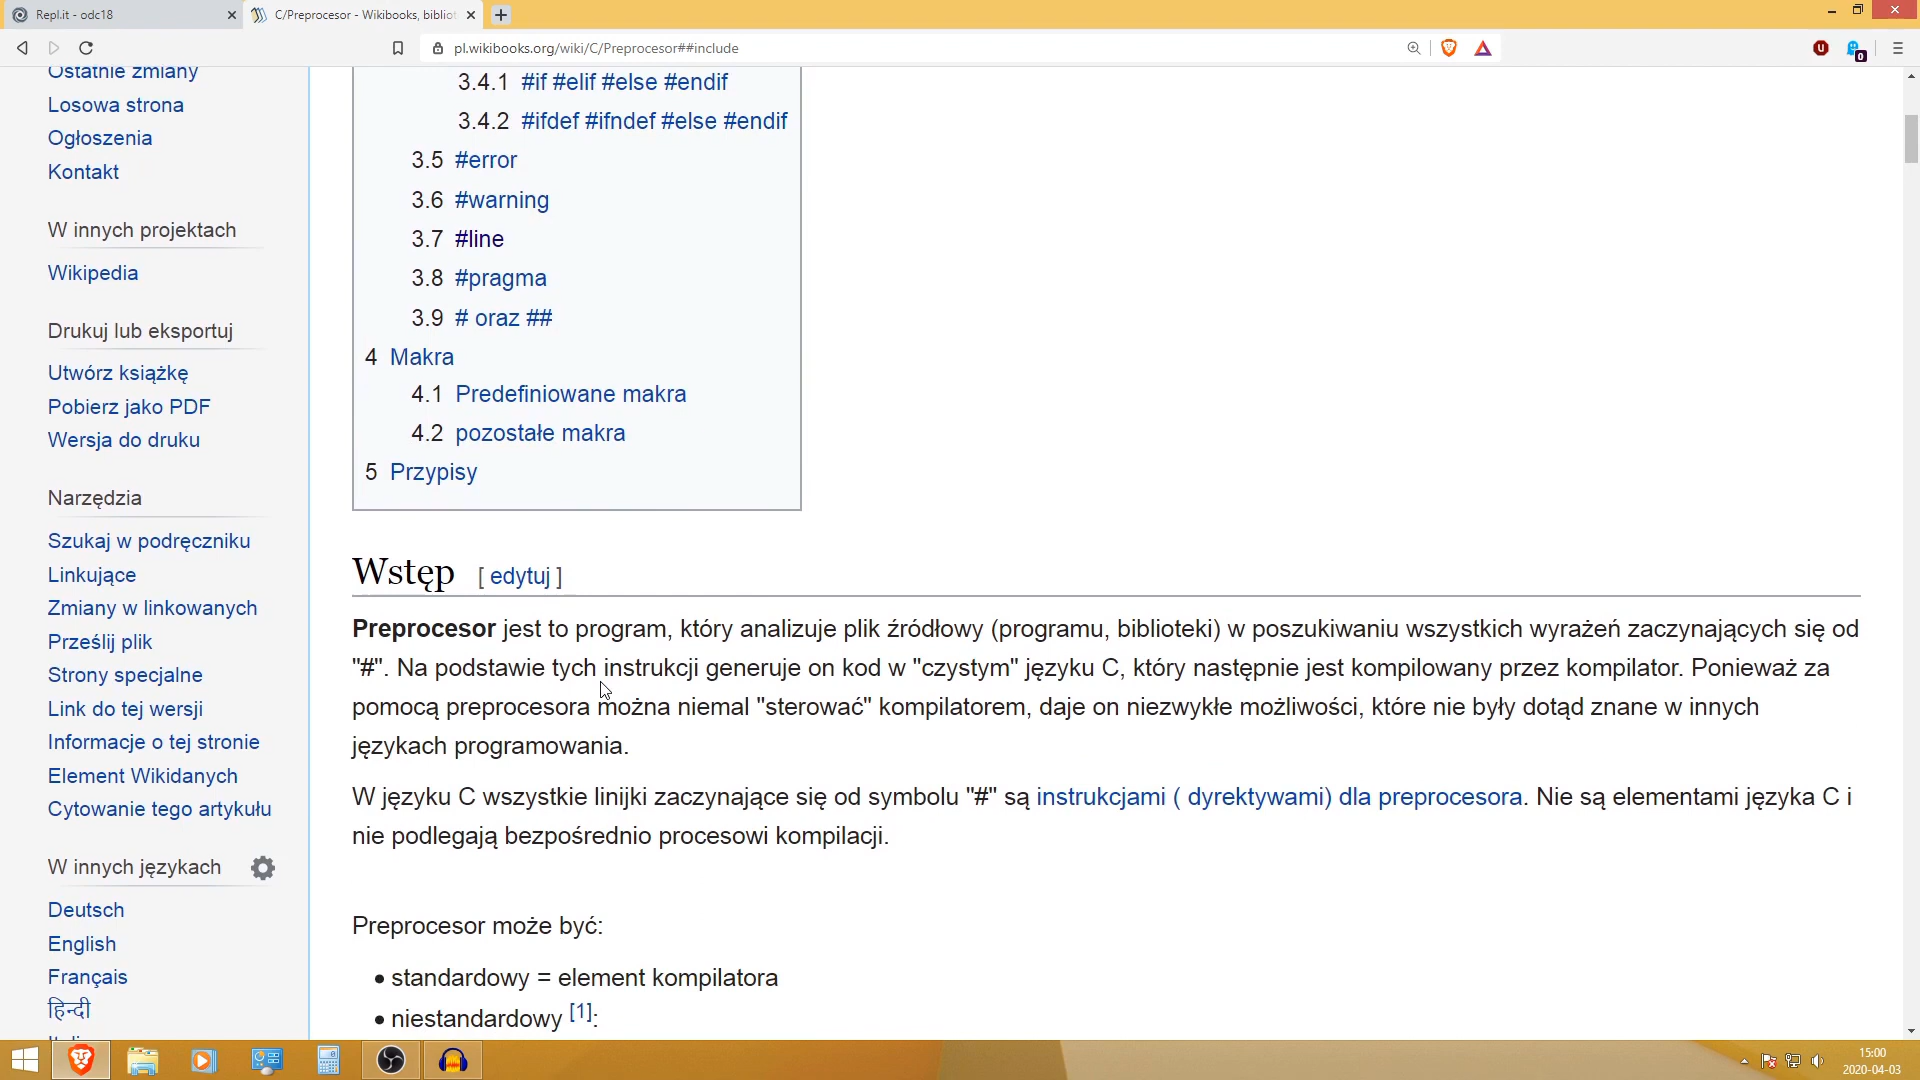 Repl.it - odc18
C/Preprocesor - Wikibooks, bibliot
pl.wikibooks.org/wiki/C/Preprocesor##include
Ostatnie zmiany
Losowa strona
Ogłoszenia
Kontakt
W innych projektach
Wikipedia
Drukuj lub eksportuj
Utwórz książkę
Pobierz jako PDF
Wersja do druku
Narzędzia
Szukaj w podręczniku
Linkujące
Zmiany w linkowanych
Prześlij plik
Strony specjalne
Link do tej wersji
Informacje o tej stronie
Element Wikidanych
Cytowanie tego artykułu
W innych językach
Deutsch
English
Français
हिन्दी
3.4.1 #if #elif #else #endif
3.4.2 #ifdef #ifndef #else #endif
3.5 #error
3.6 #warning
3.7 #line
3.8 #pragma
3.9 # oraz ##
4 Makra
4.1 Predefiniowane makra
4.2 pozostałe makra
5 Przypisy
Wstęp [ edytuj ]
Preprocesor jest to program, który analizuje plik źródłowy (programu, biblioteki) w poszukiwaniu wszystkich wyrażeń zaczynających się od
"#". Na podstawie tych instrukcji generuje on kod w "czystym" języku C, który następnie jest kompilowany przez kompilator. Ponieważ za
pomocą preprocesora można niemal "sterować" kompilatorem, daje on niezwykłe możliwości, które nie były dotąd znane w innych
językach programowania.
W języku C wszystkie linijki zaczynające się od symbolu "#" są instrukcjami ( dyrektywami) dla preprocesora. Nie są elementami języka C i
nie podlegają bezpośrednio procesowi kompilacji.
Preprocesor może być:
• standardowy = element kompilatora
• niestandardowy [1]:
0
15:00
2020-04-03